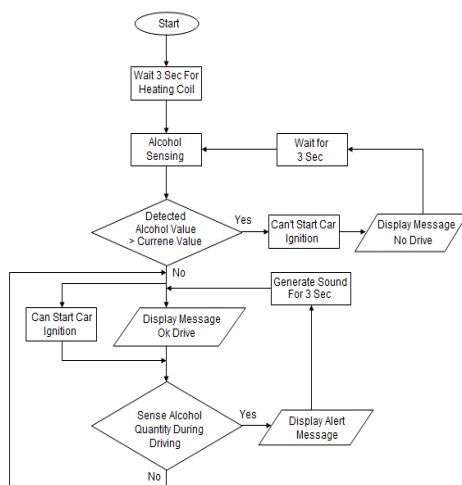 Start
Wait 3 Sec For
Heating Coil
Alcohol
Sensing
Wait for
3 Sec
Detected
Alcohol Value
> Currene Value
Yes
Can't Start Car
Ignition
Display Message
No Drive
No
Generate Sound
For 3 Sec
Can Start Car
Ignition
Display Message
Ok Drive
Sense Alcohol
Quantity During
Driving
Yes
Display Alert
Message
No